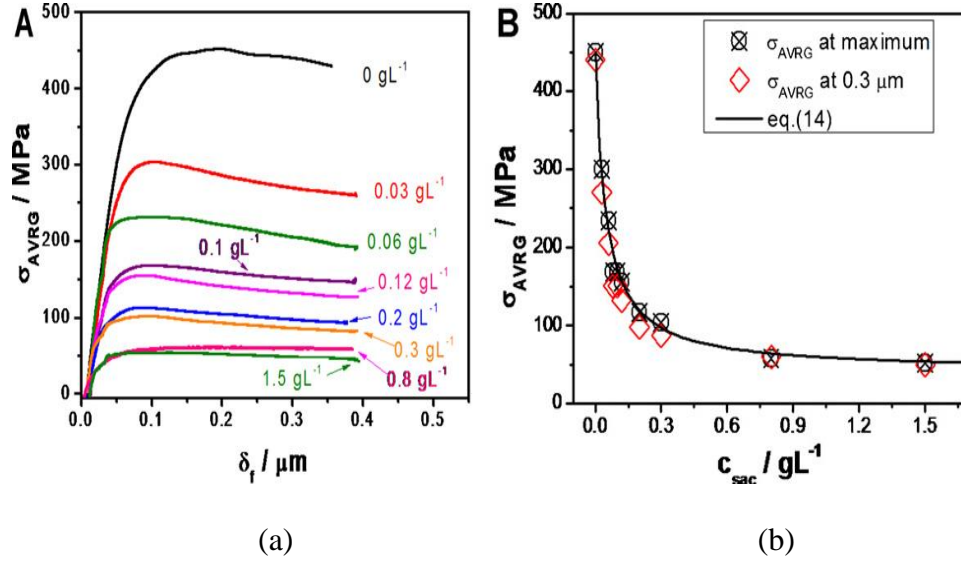 A
σAVRG / MPa
500
400
300
200
100
0
0 gL-1
0.03 gL-1
0.06 gL-1
0.1 gL-1
0.12 gL-1
0.2 gL-1
0.3 gL-1
0.8 gL-1
1.5 gL-1
0.0 0.1 0.2 0.3 0.4 0.5
δf / μm
(a)
B
σAVRG / MPa
500
450
400
300
200
100
0
σAVRG at maximum
σAVRG at 0.3 μm
eq.(14)
0.0 0.3 0.6 0.9 1.2 1.5
csac / gL-1
(b)